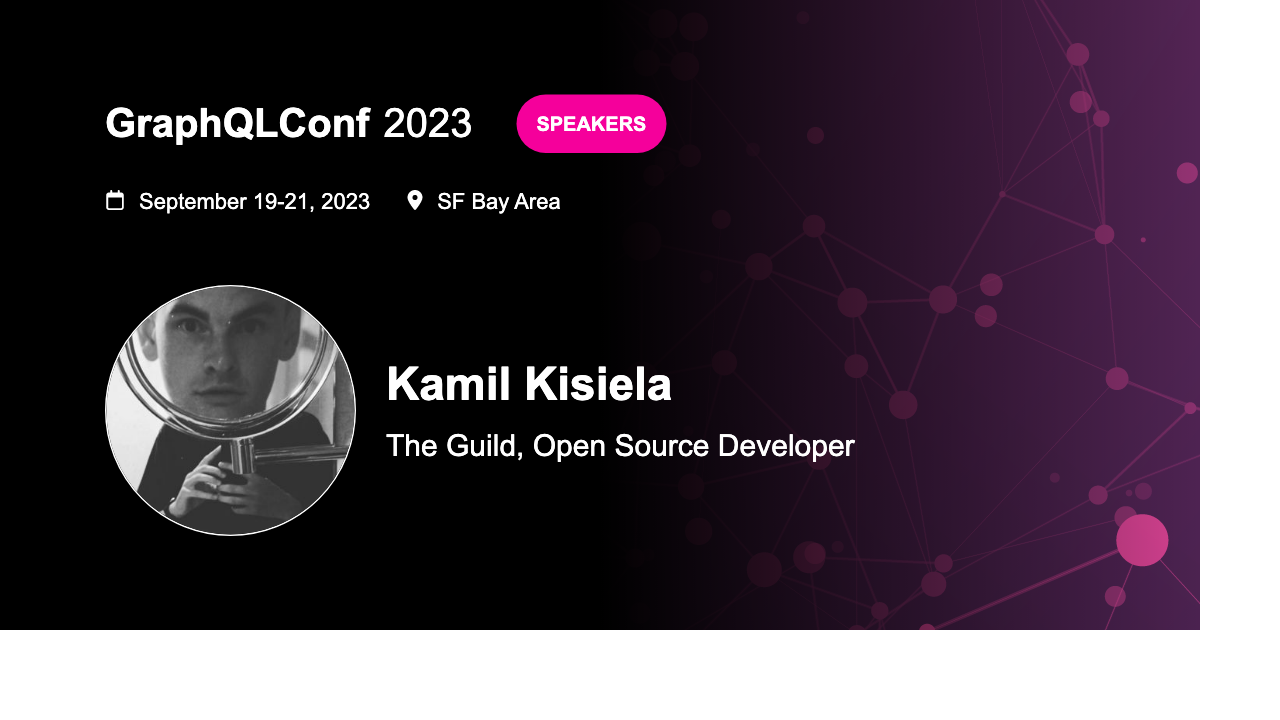 GraphQLConf 2023
SPEAKERS
September 19-21, 2023
SF Bay Area
Kamil Kisiela
The Guild, Open Source Developer